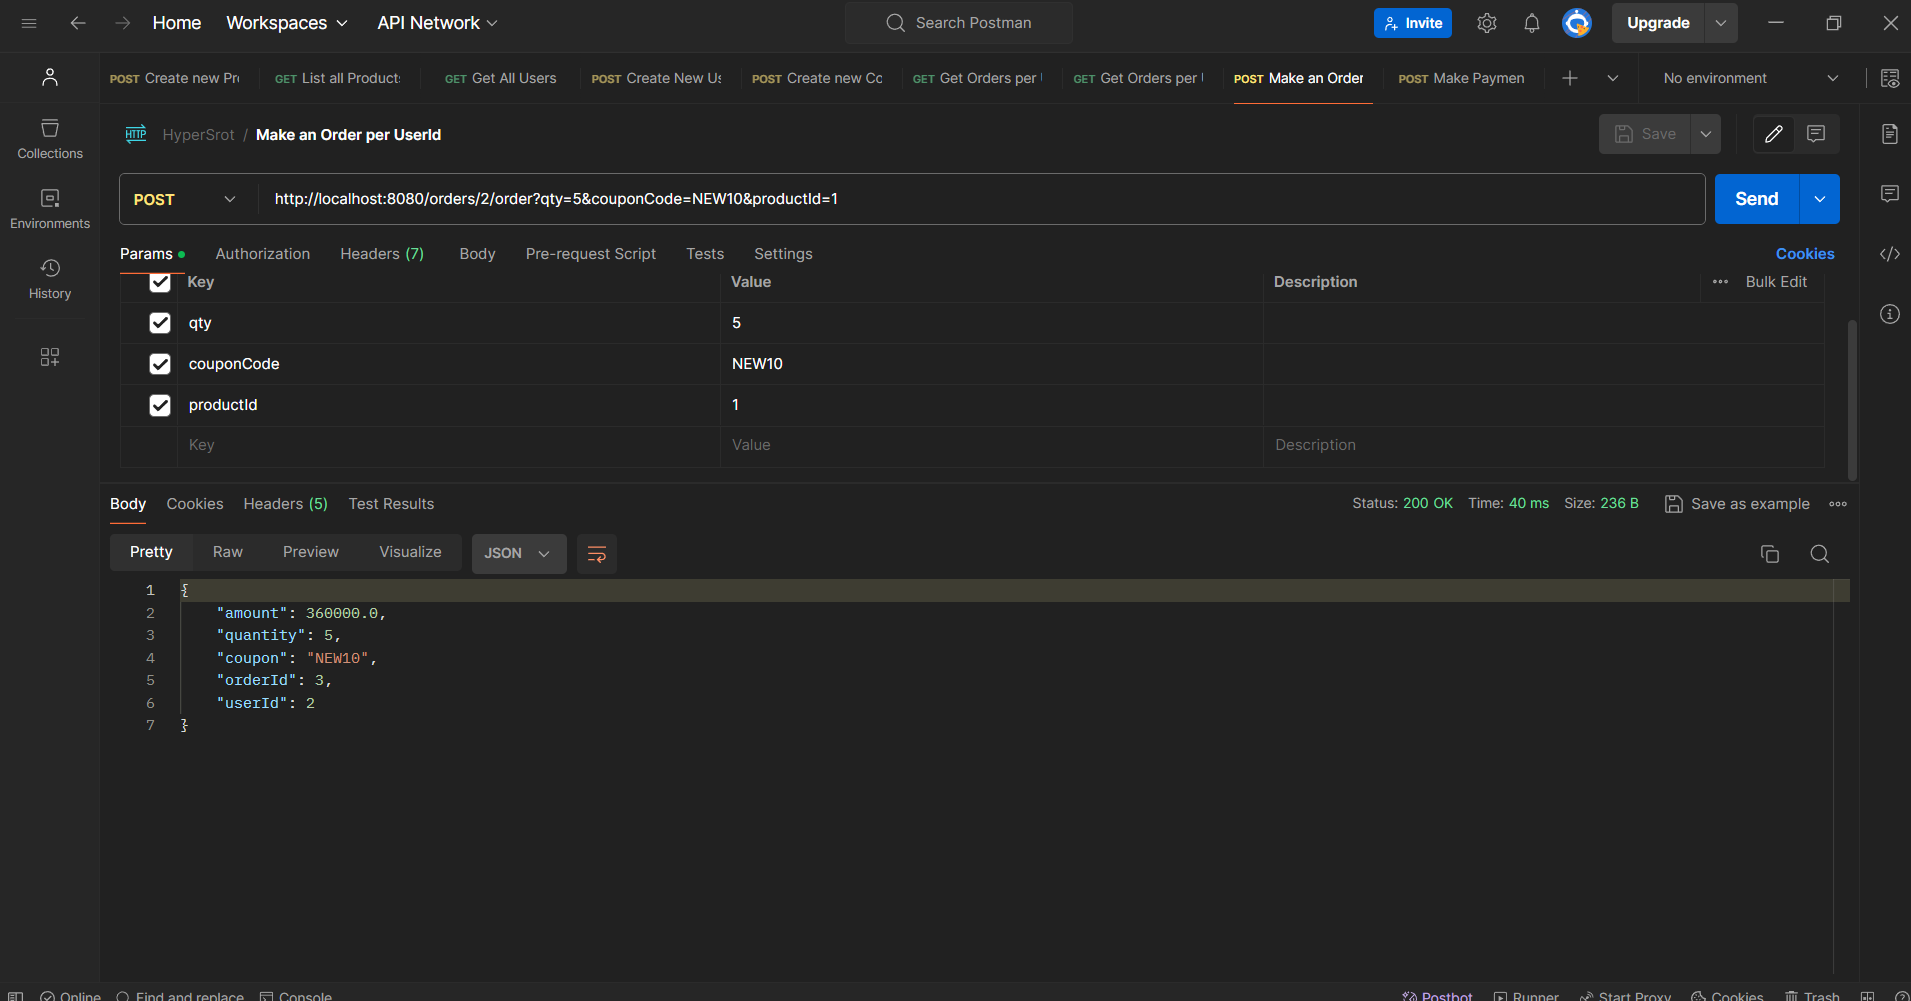 Home Workspaces API Network Search Postman Invite Upgrade
POST Create new Pr GET List all Product GET Get All Users POST Create New Us POST Create new Co GET Get Orders per GET Get Orders per POST Make an Order POST Make Paymen No environment
HTTP HyperSrot / Make an Order per UserId Save
POST http://localhost:8080/orders/2/order?qty=5&couponCode=NEW10&productId=1 Send
Params Authorization Headers (7) Body Pre-request Script Tests Settings Cookies
Key Value Description Bulk Edit
qty 5
couponCode NEW10
productId 1
Key Value Description
Collections
Environments
History
Body Cookies Headers (5) Test Results Status: 200 OK Time: 40 ms Size: 236 B Save as example
Pretty Raw Preview Visualize JSON
1 {
2 "amount": 360000.0,
3 "quantity": 5,
4 "coupon": "NEW10",
5 "orderId": 3,
6 "userId": 2
7 }
Online Find and replace Console Postbot Runner Start Proxy Cookies Trash